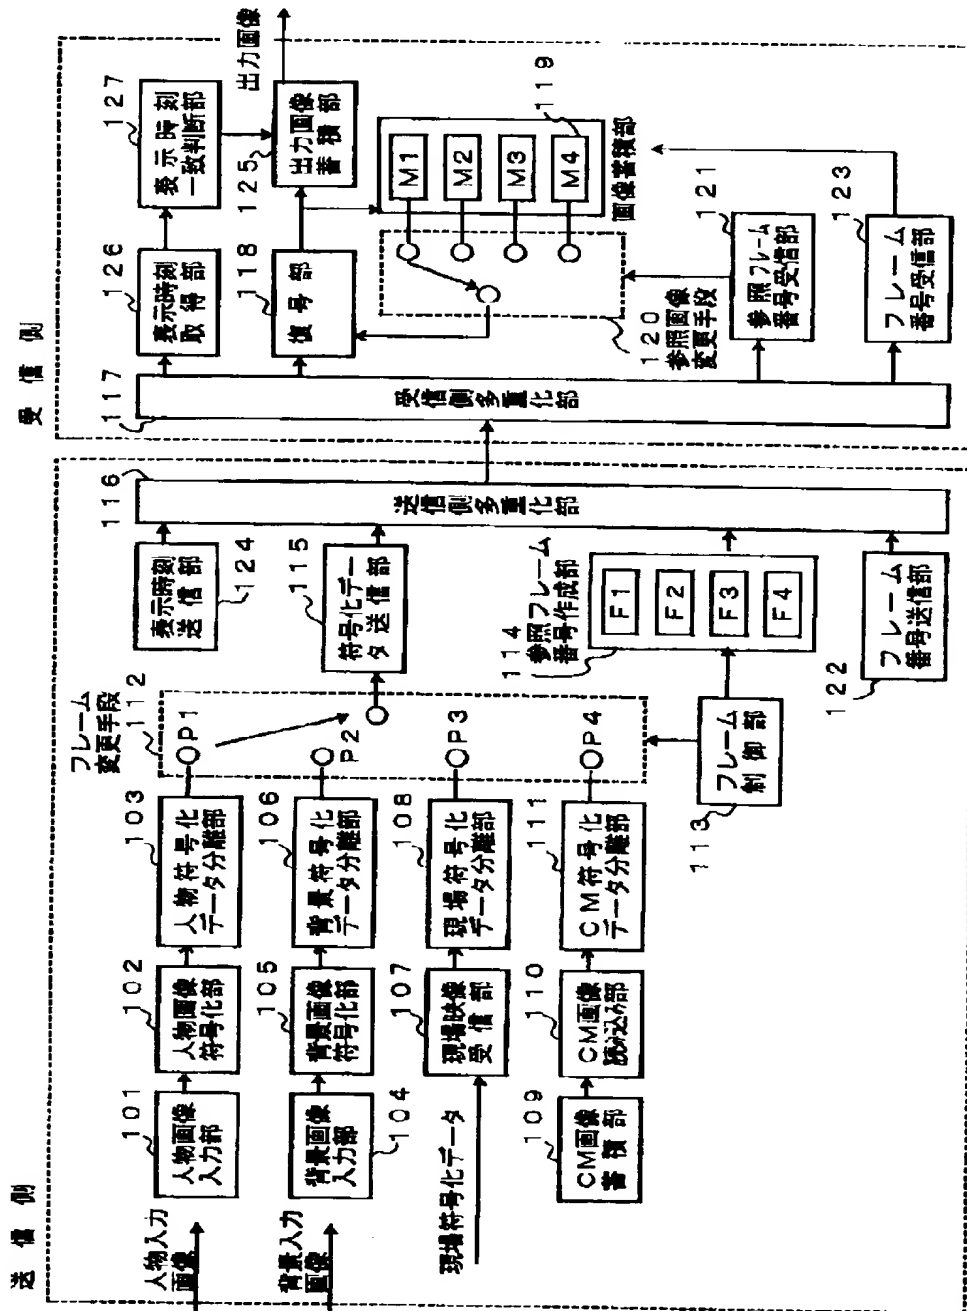 送信側
人物入力
画像
101
人物画像
入力部
102
人物画像
符号化部
103
人物符号化
データ分離部
背景入力
画像
104
背景画像
入力部
105
背景画像
符号化部
106
背景符号化
データ分離部
現場符号化データ
107
現場映像
受信部
108
現場符号化
データ分離部
109
CM画像
蓄積部
110
CM画像
読み込み部
111
CM符号化
データ分離部
フレーム
変更手段
112
P1
P2
P3
P4
113
フレーム
制御部
114
参照フレーム
番号作成部
F1
F2
F3
F4
115
符号化デー
タ送信部
表示時刻
送信部
124
122
フレーム
番号送信部
116
送信側多重化部
受信側
117
受信側多重化部
126
表示時刻
取得部
127
表示時刻
一致判断部
118
復号部
125
出力画像
蓄積部
出力画像
119
M1
M2
M3
M4
画像蓄積部
120
参照画像
変更手段
121
参照フレーム
番号受信部
123
フレーム
番号受信部